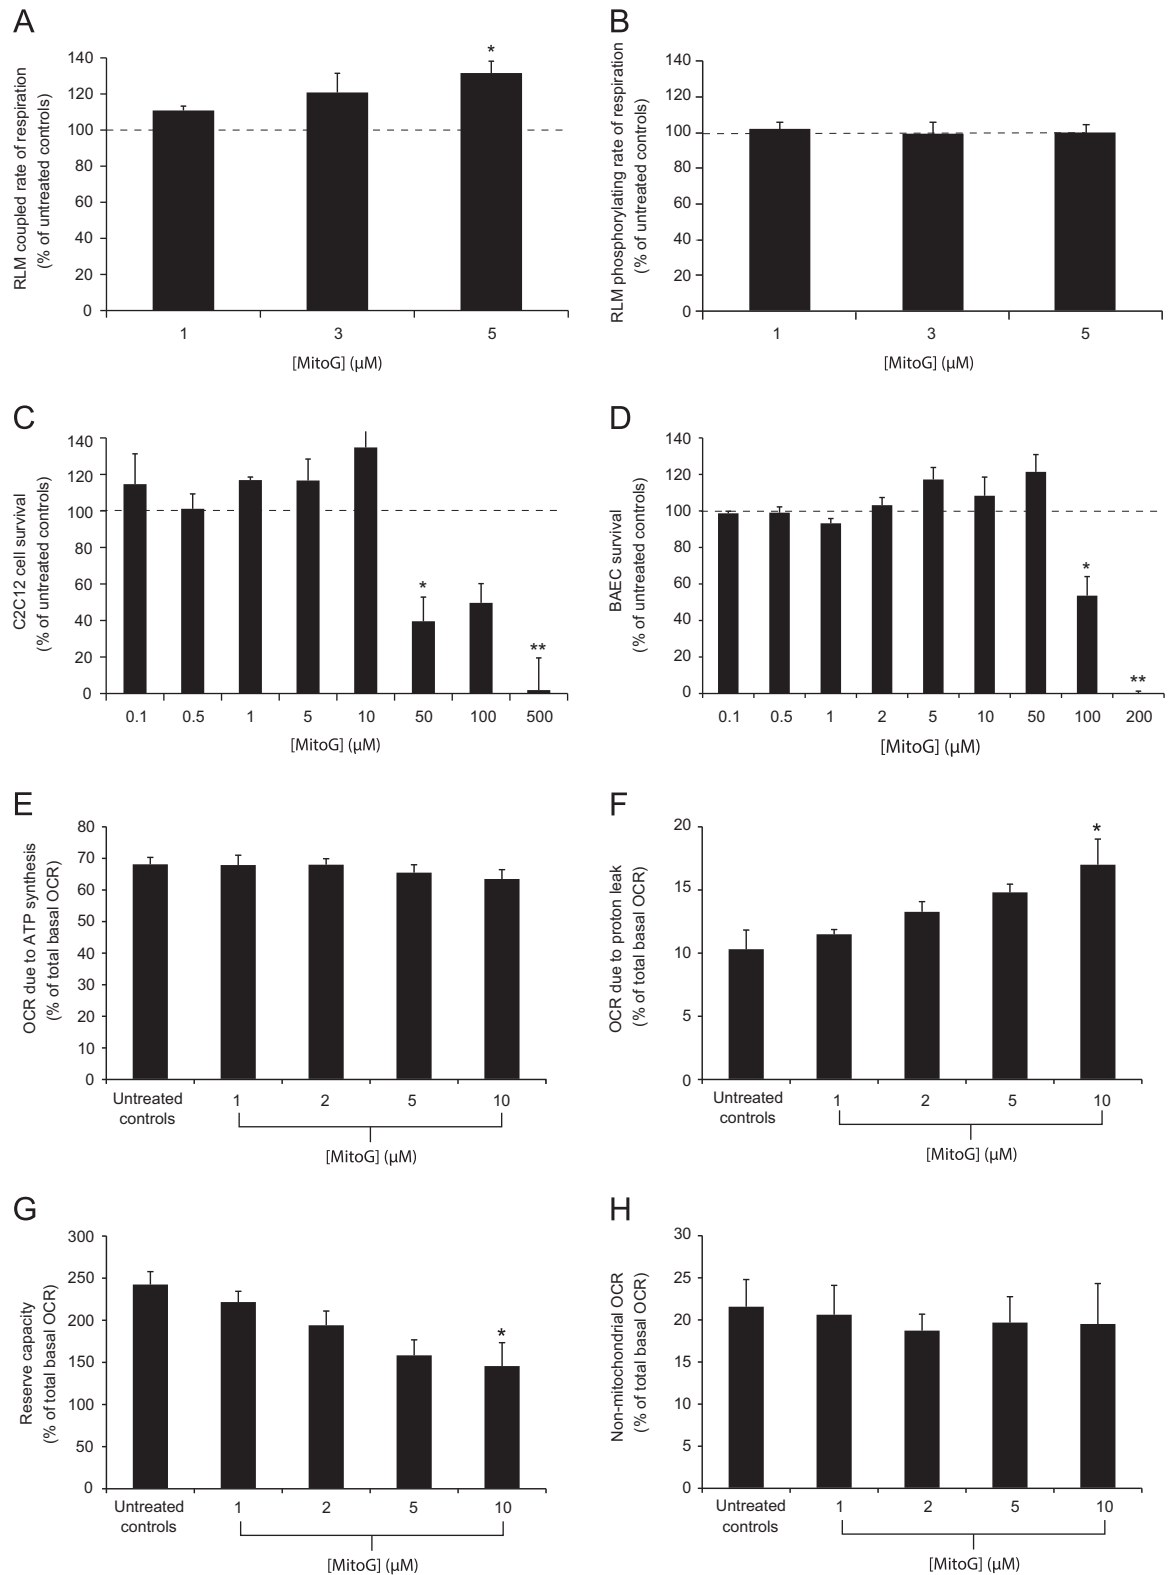 A
RLM coupled rate of respiration
(% of untreated controls)
140
120
100
80
60
40
20
0
*
1 3 5
[MitoG] (µM)
B
RLM phosphorylating rate of respiration
(% of untreated controls)
140
120
100
80
60
40
20
0
1 3 5
[MitoG] (µM)
C
C2C12 cell survival
(% of untreated controls)
140
120
100
80
60
40
20
0
*
**
0.1 0.5 1 5 10 50 100 500
[MitoG] (µM)
D
BAEC survival
(% of untreated controls)
140
120
100
80
60
40
20
0
*
**
0.1 0.5 1 2 5 10 50 100 200
[MitoG] (µM)
E
OCR due to ATP synthesis
(% of total basal OCR)
80
70
60
50
40
30
20
10
0
Untreated 1 2 5 10
controls
[MitoG] (µM)
F
OCR due to proton leak
(% of total basal OCR)
20
15
10
5
0
*
Untreated 1 2 5 10
controls
[MitoG] (µM)
G
Reserve capacity
(% of total basal OCR)
300
250
200
150
100
50
0
*
Untreated 1 2 5 10
controls
[MitoG] (µM)
H
Non-mitochondrial OCR
(% of total basal OCR)
30
25
20
15
10
5
0
Untreated 1 2 5 10
controls
[MitoG] (µM)